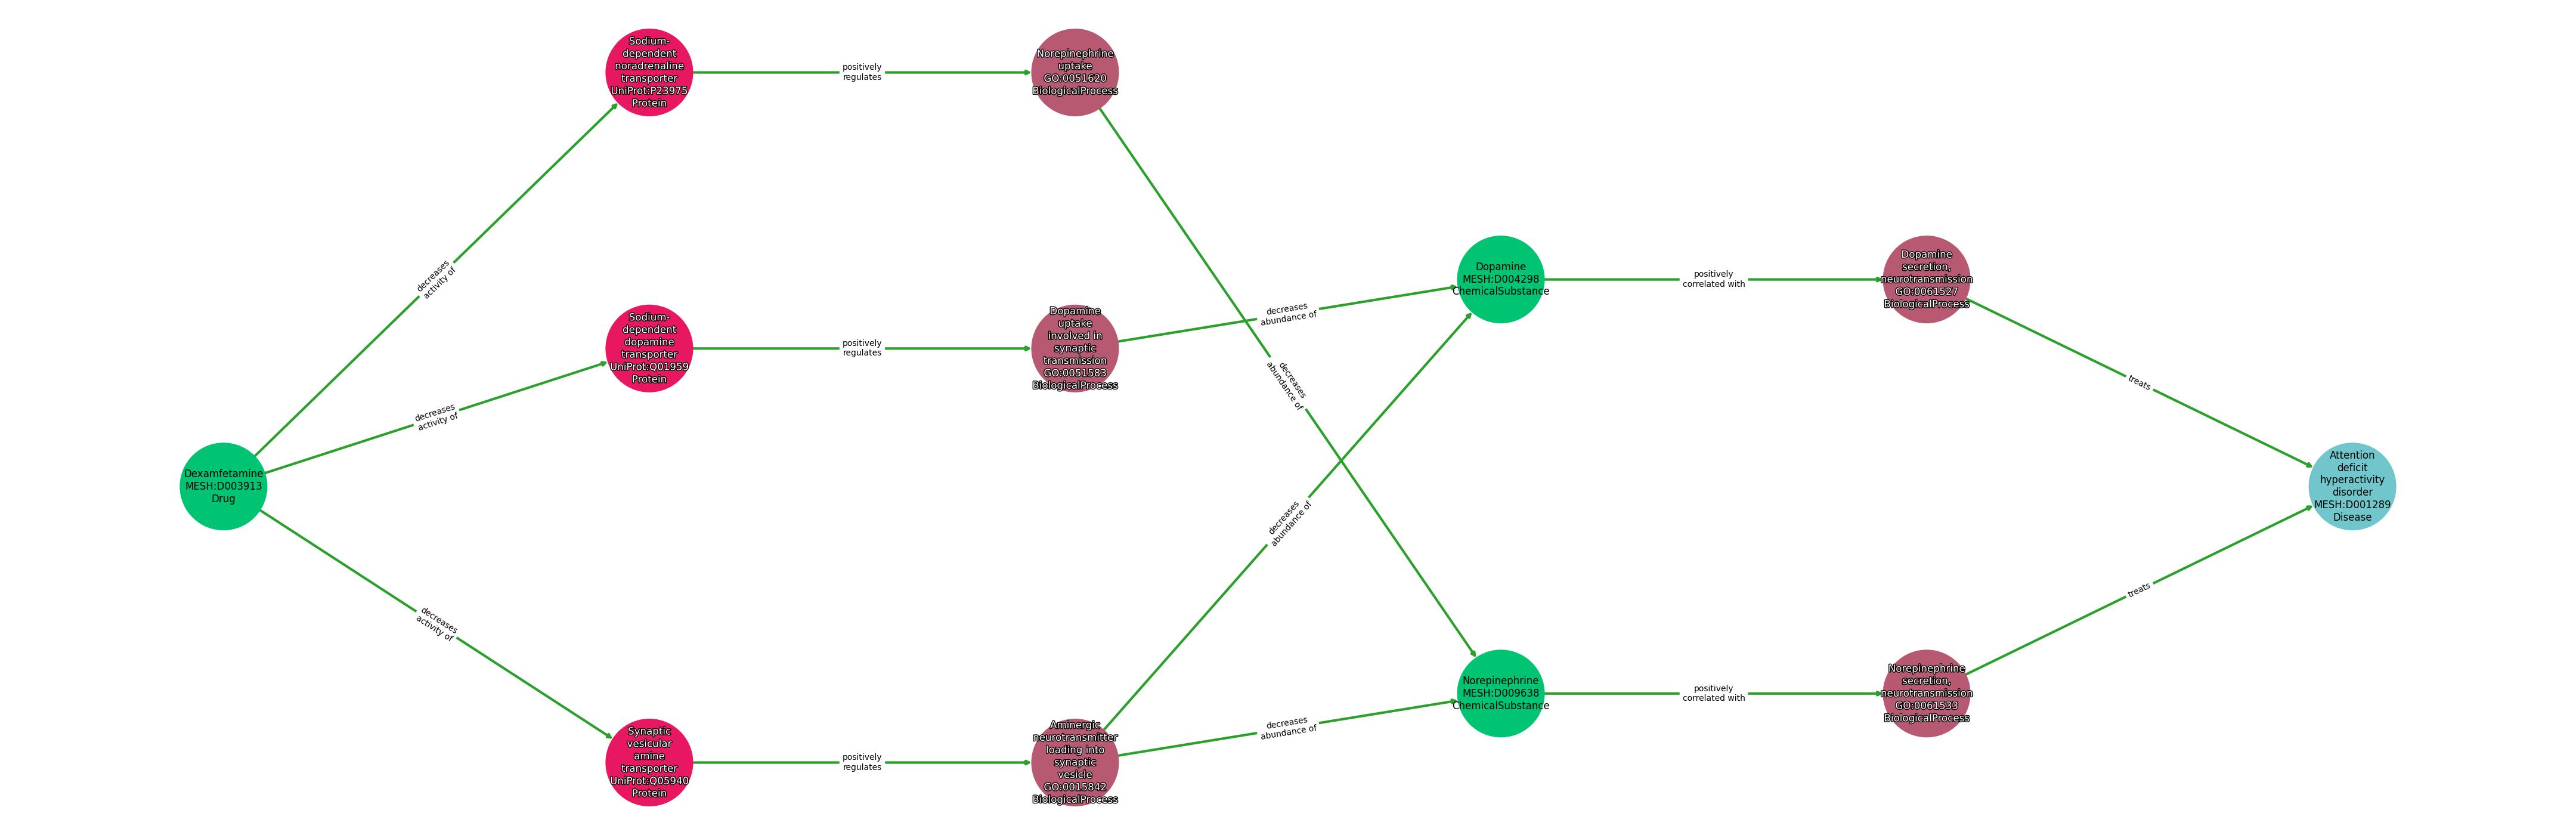 Sodium-
dependent
noradrenaline
transporter
UniProt:P23975
Protein
positively
regulates
Norepinephrine
uptake
GO:0051620
BiologicalProcess
decreases
activity of
Sodium-
dependent
dopamine
transporter
UniProt:Q01959
Protein
positively
regulates
Dopamine
uptake
involved in
synaptic
transmission
GO:0051583
BiologicalProcess
decreases
abundance of
Dopamine
MESH:D004298
ChemicalSubstance
positively
correlated with
Dopamine
secretion,
neurotransmission
GO:0061527
BiologicalProcess
decreases
abundance of
treats
decreases
activity of
Dexamfetamine
MESH:D003913
Drug
decreases
abundance of
Attention
deficit
hyperactivity
disorder
MESH:D001289
Disease
decreases
activity of
treats
Synaptic
vesicular
amine
transporter
UniProt:Q05940
Protein
positively
regulates
Aminergic
neurotransmitter
loading into
synaptic
vesicle
GO:0015842
BiologicalProcess
decreases
abundance of
Norepinephrine
MESH:D009638
ChemicalSubstance
positively
correlated with
Norepinephrine
secretion,
neurotransmission
GO:0061533
BiologicalProcess